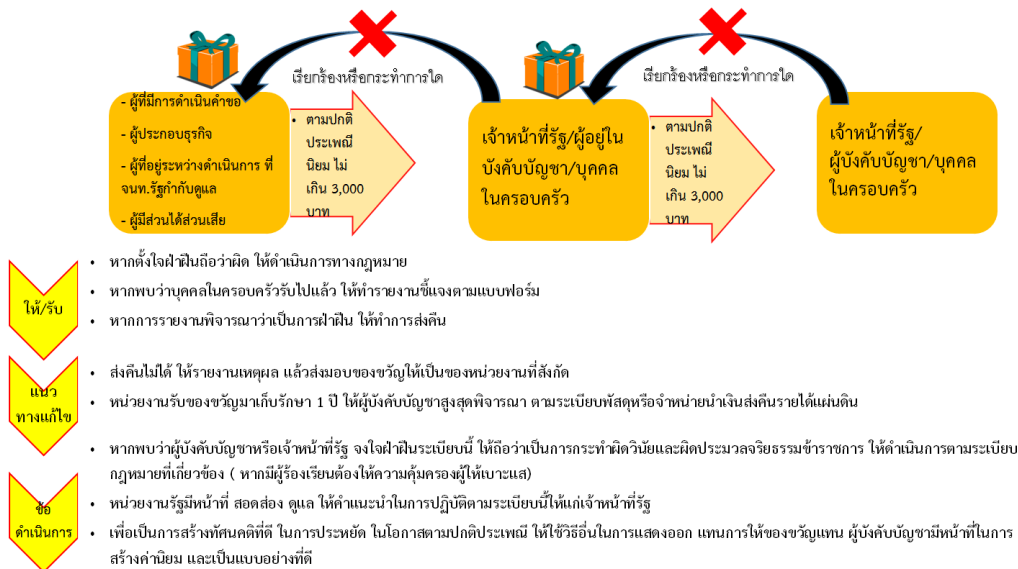 เรียกร้องหรือกระทำการใด
เรียกร้องหรือกระทำการใด
- ผู้ที่มีการดำเนินคำขอ
- ผู้ประกอบธุรกิจ
- ผู้ที่อยู่ระหว่างดำเนินการ ที่
จนท.รัฐกำกับดูแล
- ผู้มีส่วนได้ส่วนเสีย
• ตามปกติ
ประเพณี
นิยม ไม่
เกิน 3,000
บาท
เจ้าหน้าที่รัฐ/ผู้อยู่ใน
บังคับบัญชา/บุคคล
ในครอบครัว
• ตามปกติ
ประเพณี
นิยม ไม่
เกิน 3,000
บาท
เจ้าหน้าที่รัฐ/
ผู้บังคับบัญชา/บุคคล
ในครอบครัว
ให้/รับ
• หากตั้งใจฝ่าฝืนถือว่าผิด ให้ดำเนินการทางกฎหมาย
• หากพบว่าบุคคลในครอบครัวรับไปแล้ว ให้ทำรายงานชี้แจงตามแบบฟอร์ม
• หากการรายงานพิจารณาว่าเป็นการฝ่าฝืน ให้ทำการส่งคืน
แนว
ทางแก้ไข
• ส่งคืนไม่ได้ ให้รายงานเหตุผล แล้วส่งมอบของขวัญให้เป็นของหน่วยงานที่สังกัด
• หน่วยงานรับของขวัญมาเก็บรักษา 1 ปี ให้ผู้บังคับบัญชาสูงสุดพิจารณา ตามระเบียบพัสดุหรือจำหน่ายนำเงินส่งคืนรายได้แผ่นดิน
ข้อ
ดำเนินการ
• หากพบว่าผู้บังคับบัญชาหรือเจ้าหน้าที่รัฐ จงใจฝ่าฝืนระเบียบนี้ ให้ถือว่าเป็นการกระทำผิดวินัยและผิดประมวลจริยธรรมข้าราชการ ให้ดำเนินการตามระเบียบ
กฎหมายที่เกี่ยวข้อง ( หากมีผู้ร้องเรียนต้องให้ความคุ้มครองผู้ให้เบาะแส)
• หน่วยงานรัฐมีหน้าที่ สอดส่อง ดูแล ให้คำแนะนำในการปฏิบัติตามระเบียบนี้ให้แก่เจ้าหน้าที่รัฐ
• เพื่อเป็นการสร้างทัศนคติที่ดี ในการประหยัด ในโอกาสตามปกติประเพณี ให้ใช้วิธีอื่นในการแสดงออก แทนการให้ของขวัญแทน ผู้บังคับบัญชามีหน้าที่ในการ
สร้างค่านิยม และเป็นแบบอย่างที่ดี